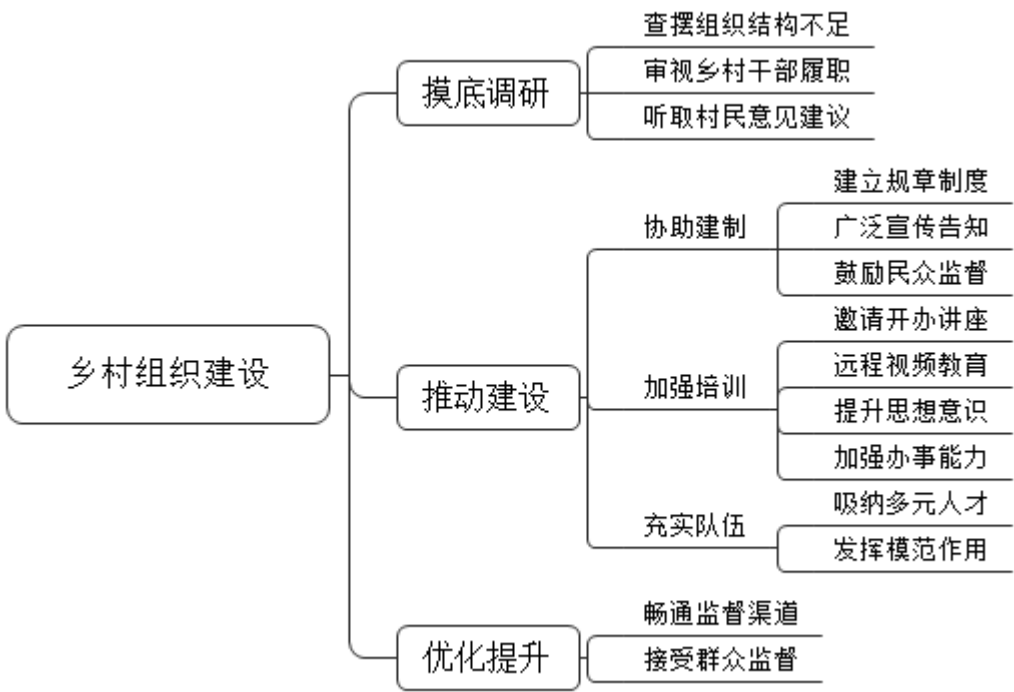 乡村组织建设
摸底调研
查摆组织结构不足
审视乡村干部履职
听取村民意见建议
推动建设
协助建制
建立规章制度
广泛宣传告知
鼓励民众监督
加强培训
邀请开办讲座
远程视频教育
提升思想意识
加强办事能力
充实队伍
吸纳多元人才
发挥模范作用
优化提升
畅通监督渠道
接受群众监督